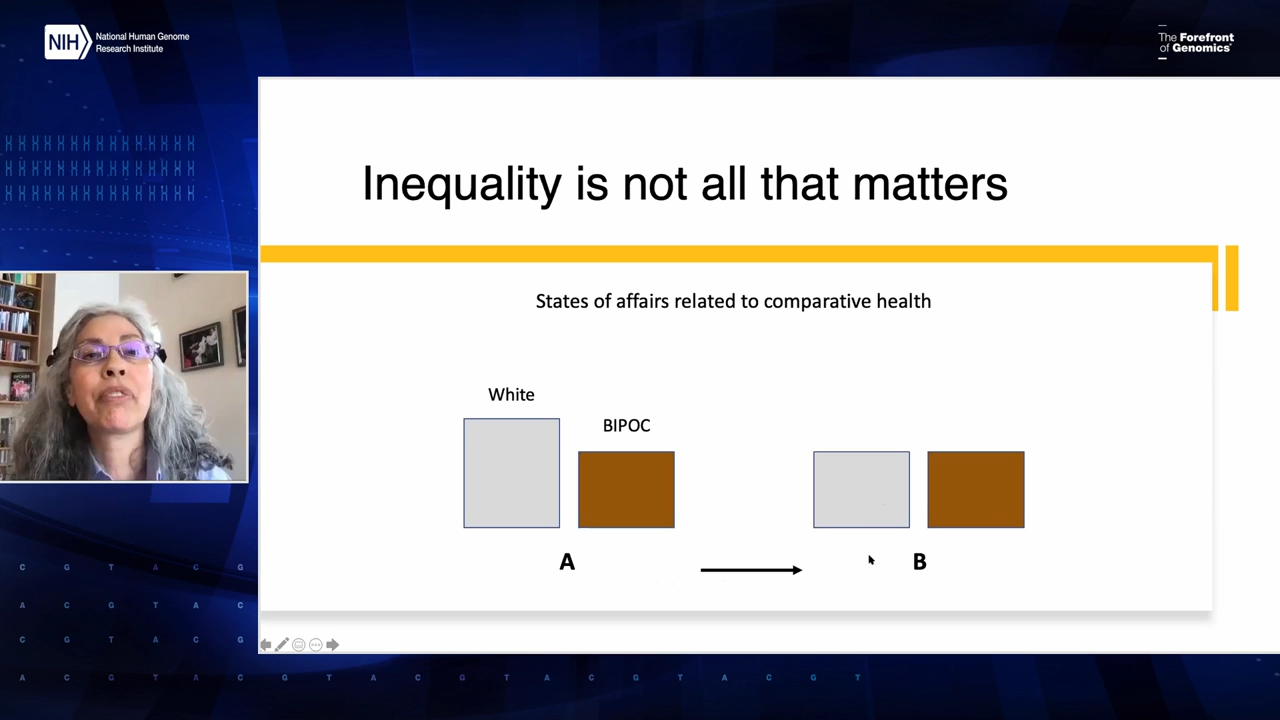 NIH
National Human Genome
Research Institute
The Forefront
of Genomics®
Inequality is not all that matters
States of affairs related to comparative health
White
BIPOC
A
B
C G T A C G
A C G T A C
C G T A C G
A C G T A C G T A C G T A C G T A C G T